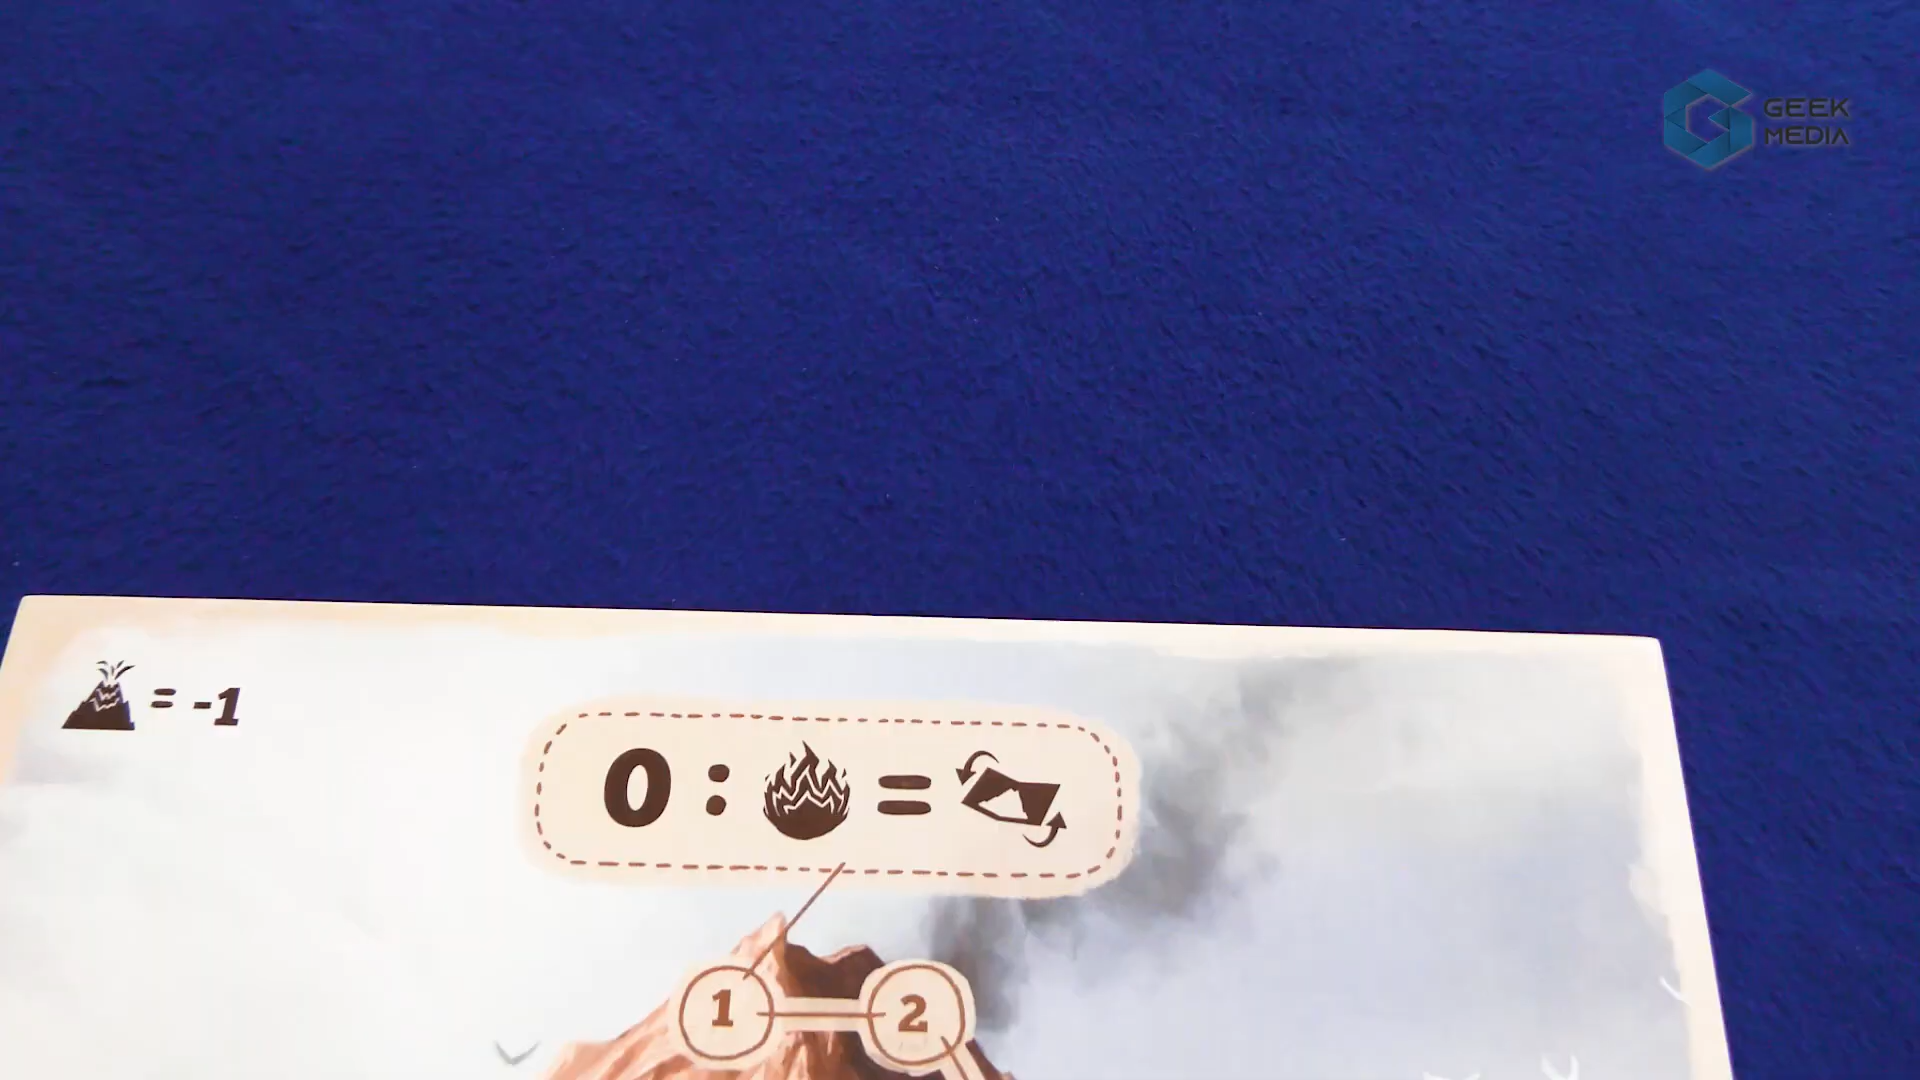 GEEK
MEDIA
= -1
0 : =
1 2